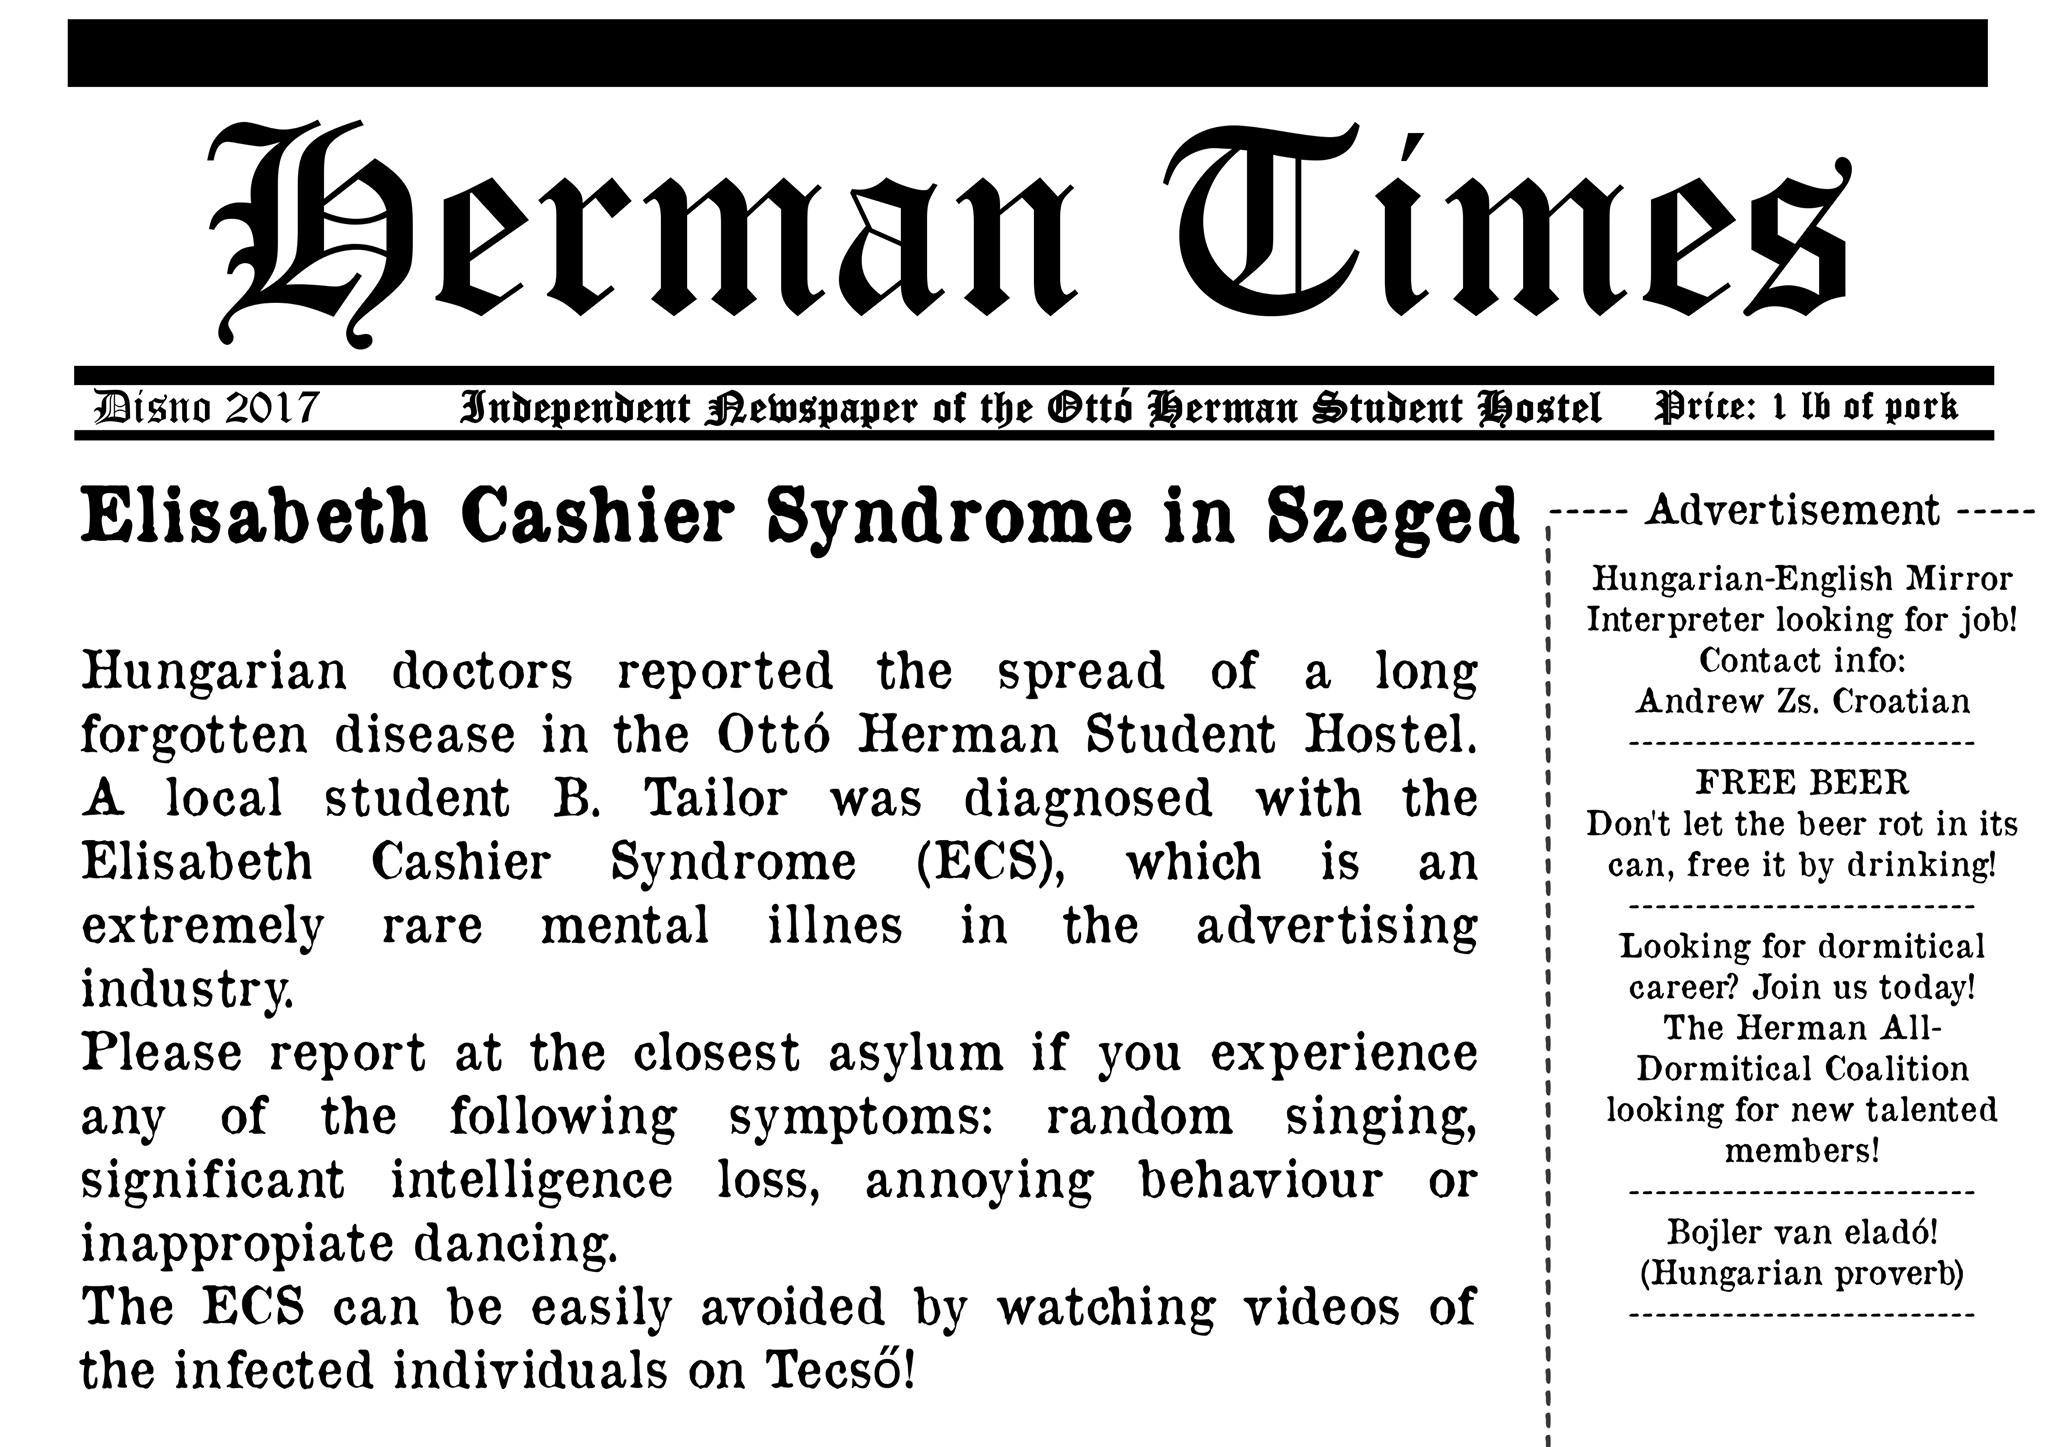 Herman Times
Disno 2017 Independent Newspaper of the Ottó Herman Student Hostel Price: 1 lb of pork
Elisabeth Cashier Syndrome in Szeged
Hungarian doctors reported the spread of a long
forgotten disease in the Ottó Herman Student Hostel.
A local student B. Tailor was diagnosed with the
Elisabeth Cashier Syndrome (ECS), which is an
extremely rare mental illnes in the advertising
industry.
Please report at the closest asylum if you experience
any of the following symptoms: random singing,
significant intelligence loss, annoying behaviour or
inappropiate dancing.
The ECS can be easily avoided by watching videos of
the infected individuals on Tecső!
----- Advertisement -----
Hungarian-English Mirror
Interpreter looking for job!
Contact info:
Andrew Zs. Croatian
--------------------------
FREE BEER
Don't let the beer rot in its
can, free it by drinking!
--------------------------
Looking for dormitical
career? Join us today!
The Herman All-
Dormitical Coalition
looking for new talented
members!
--------------------------
Bojler van eladó!
(Hungarian proverb)
--------------------------